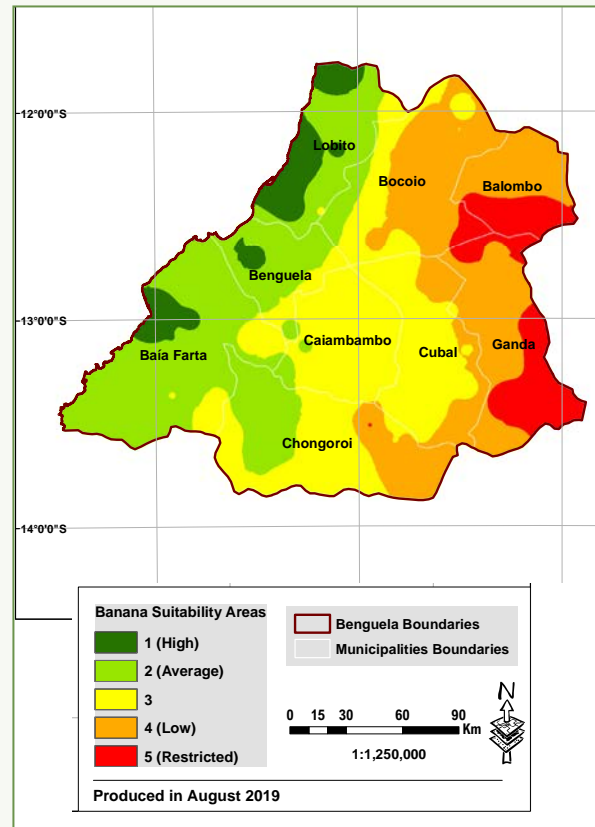 12°0'0"S
Lobito
Bocoio
Balombo
Benguela
13°0'0"S
Baía Farta
Caiambambo
Cubal
Ganda
Chongoroi
14°0'0"S
Banana Suitability Areas
1 (High)
2 (Average)
3
4 (Low)
5 (Restricted)
Benguela Boundaries
Municipalities Boundaries
N
0 15 30 60 90
Km
1:1,250,000
Produced in August 2019